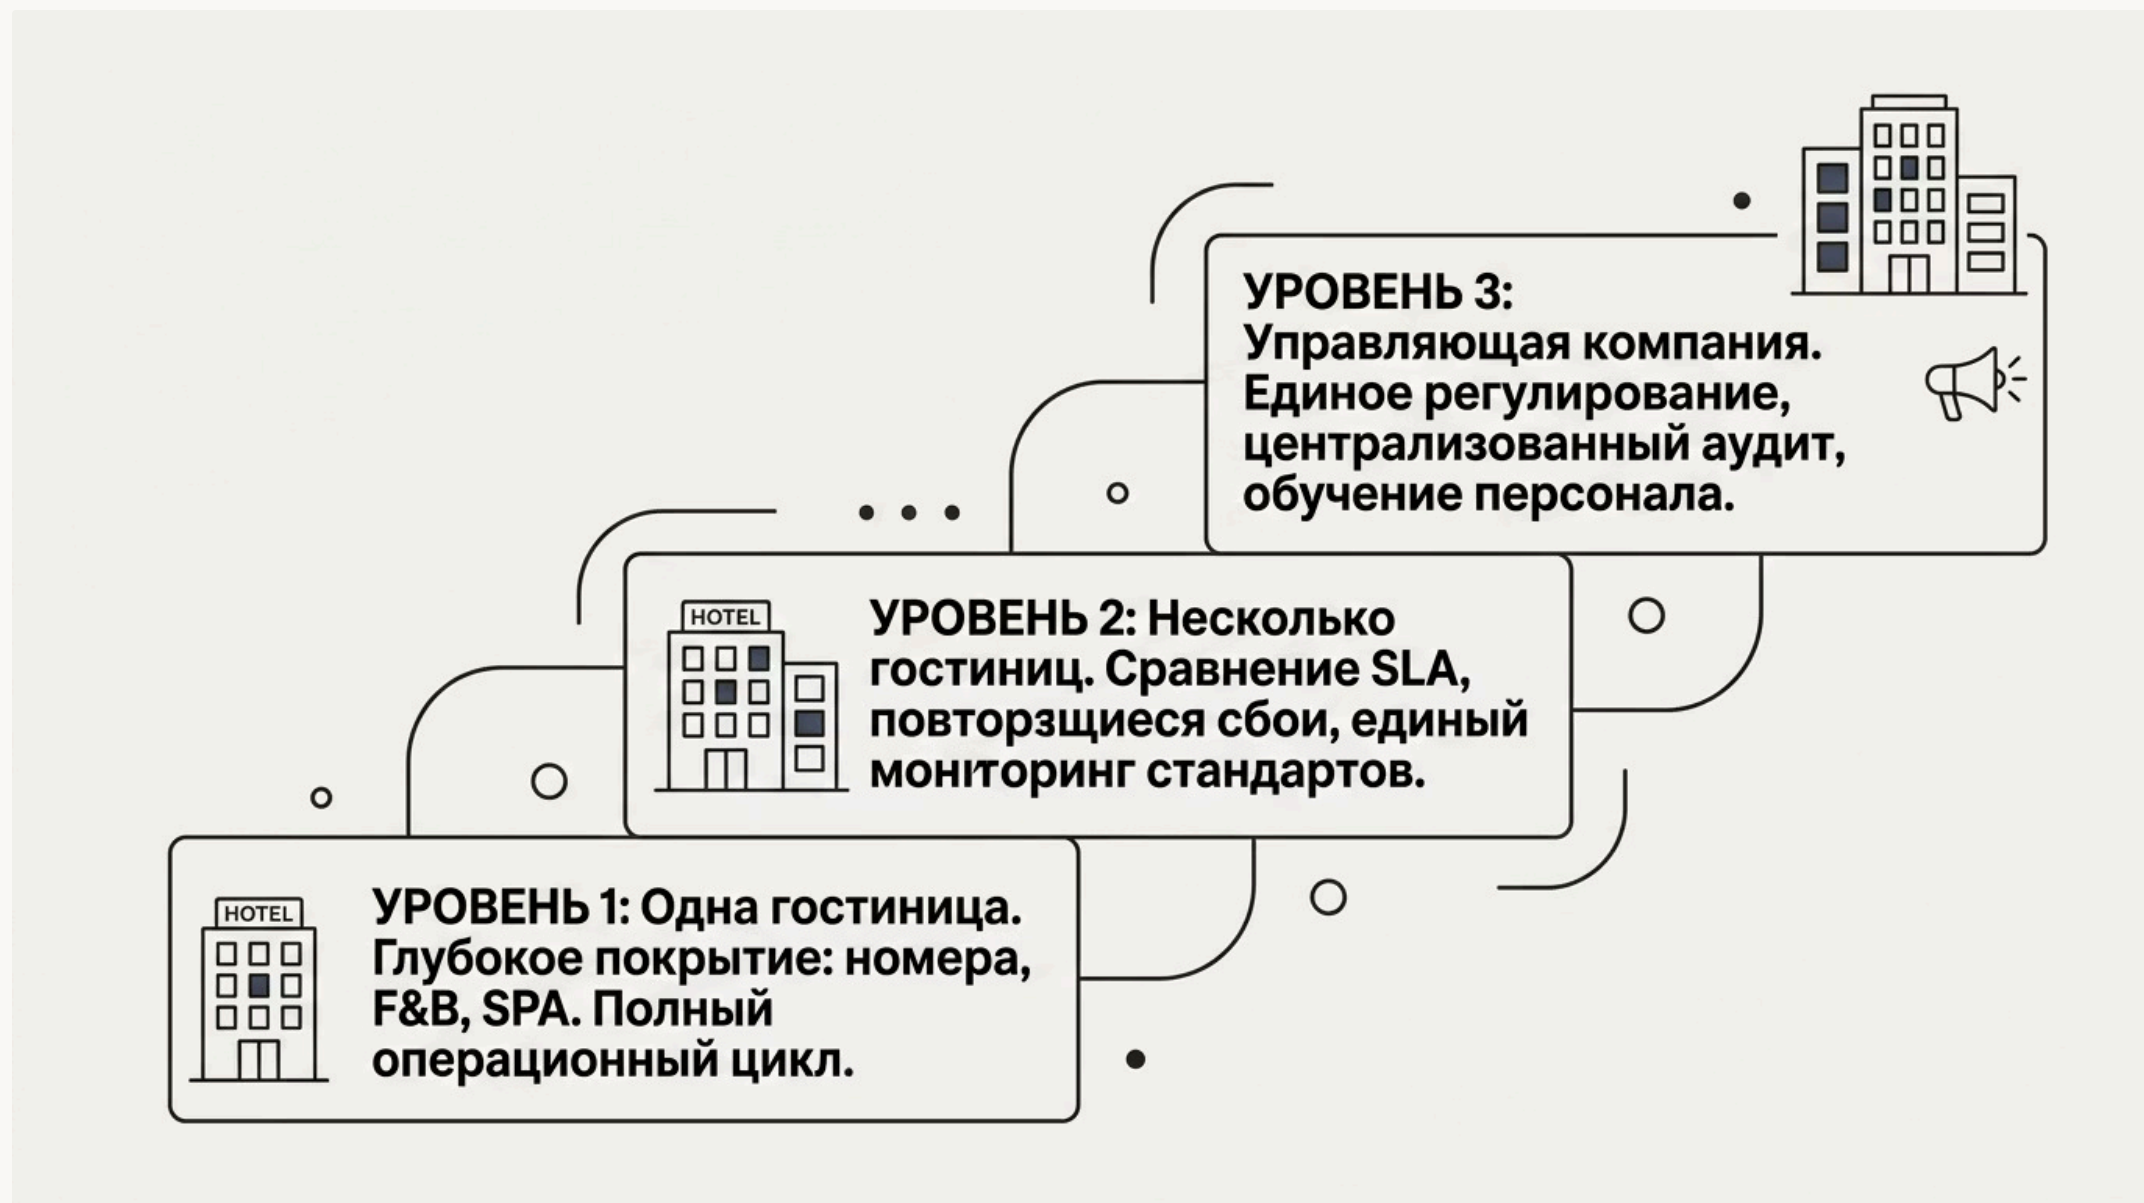 УРОВЕНЬ 3:
Управляющая компания.
Единое регулирование,
централизованный аудит,
обучение персонала.
HOTEL
УРОВЕНЬ 2: Несколько
гостиниц. Сравнение SLA,
повторзщиеся сбои, единый
мониторинг стандартов.
HOTEL
УРОВЕНЬ 1: Одна гостиница.
Глубокое покрытие: номера,
F&B, SPA. Полный
операционный цикл.